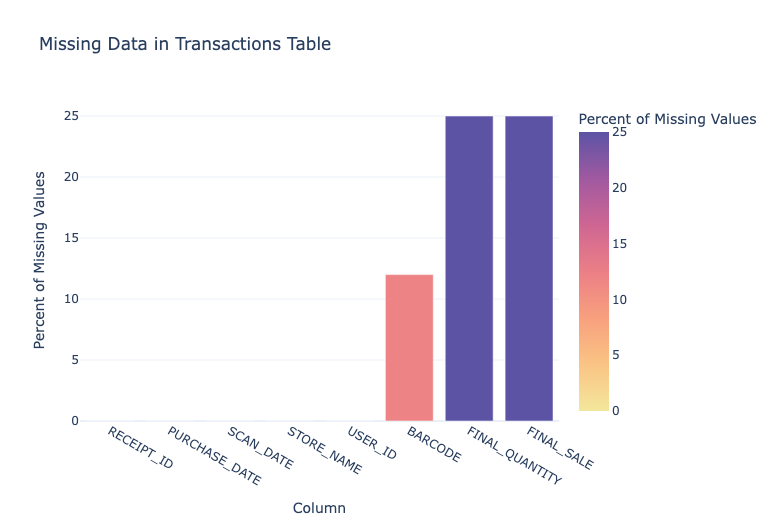 Missing Data in Transactions Table
Percent of Missing Values
25
20
15
10
5
0
RECEIPT_ID
PURCHASE_DATE
SCAN_DATE
STORE_NAME
USER_ID
BARCODE
FINAL_QUANTITY
FINAL_SALE
Column
Percent of Missing Values
25
20
15
10
5
0